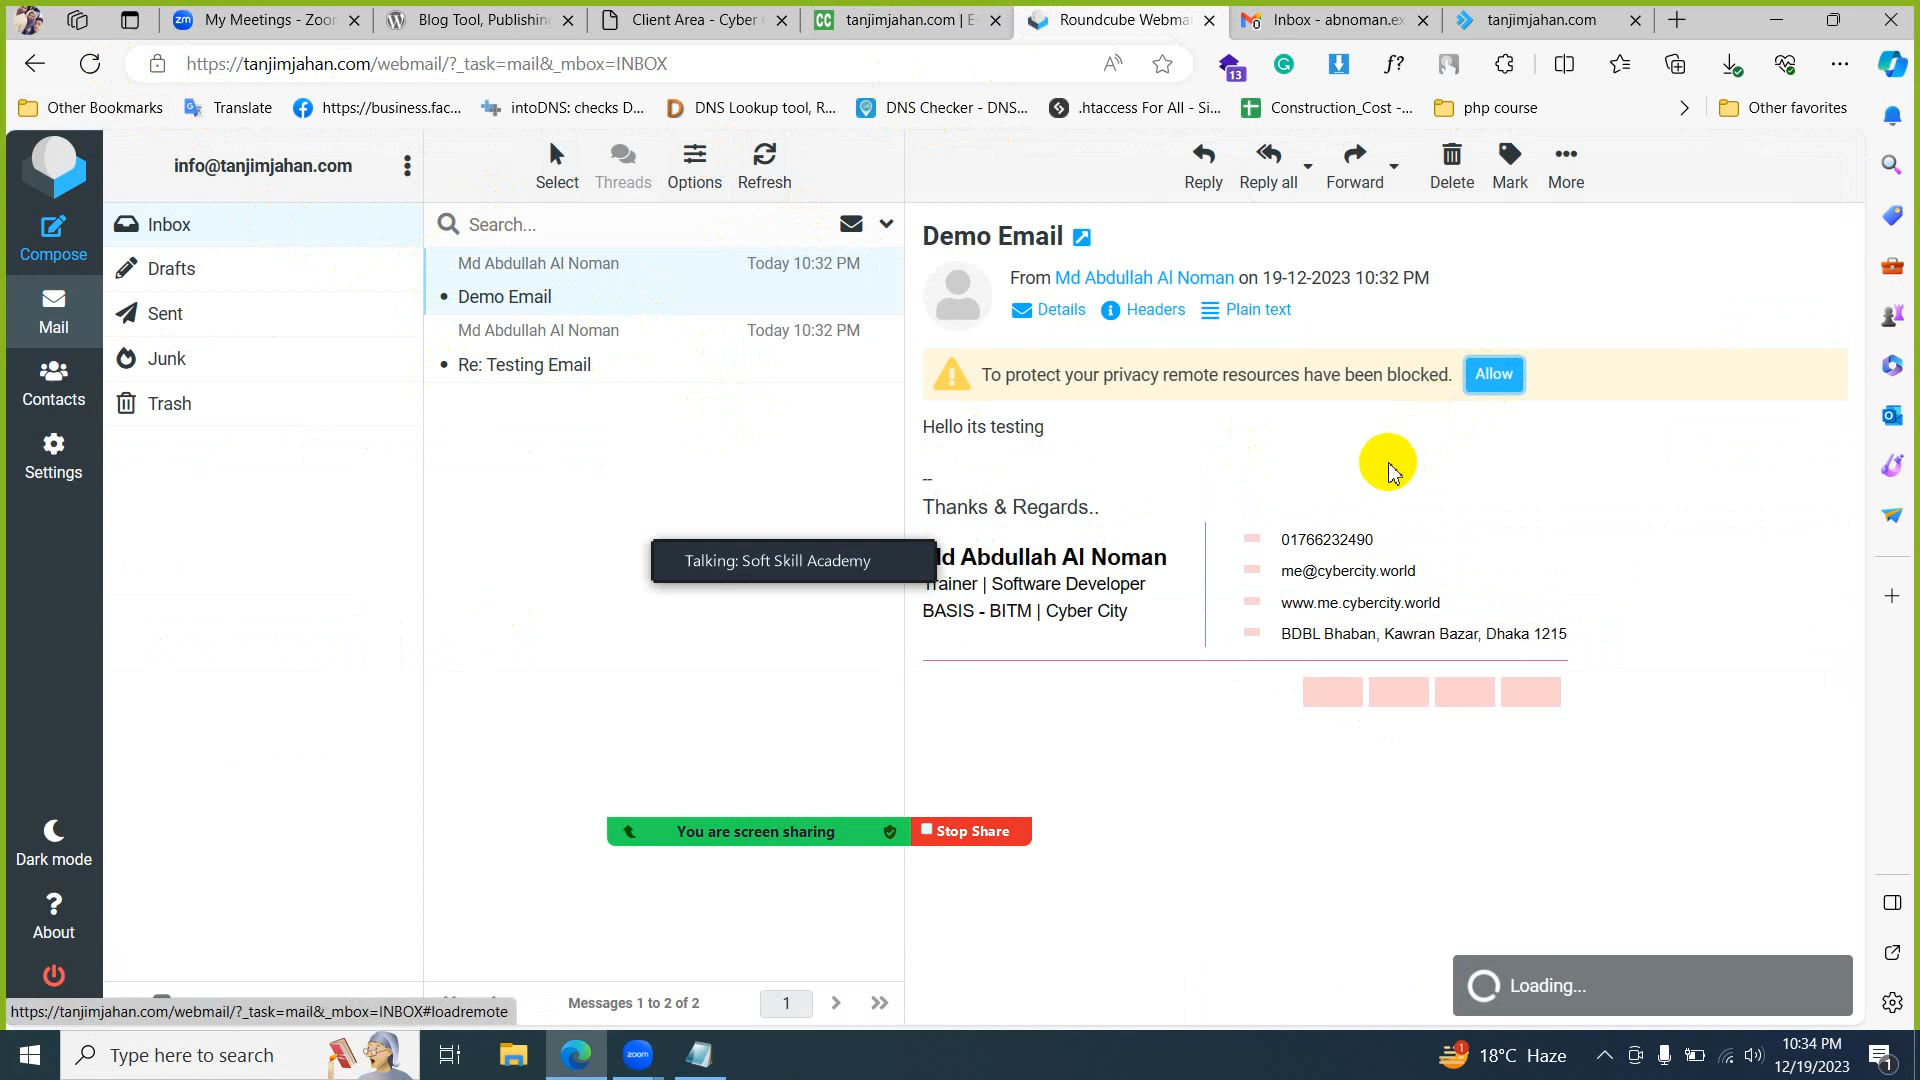 My Meetings - Zoo
Blog Tool, Publishin
Client Area - Cyber
tanjimjahan.com | E
Roundcube Webma
Inbox - abnoman.ex
tanjimjahan.com
https://tanjimjahan.com/webmail/?_task=mail&_mbox=INBOX
13
Other Bookmarks
Translate
https://business.fac...
intoDNS: checks D...
DNS Lookup tool, R...
DNS Checker - DNS...
.htaccess For All - Si...
Construction_Cost -...
php course
Other favorites
info@tanjimjahan.com
Select
Threads
Options
Refresh
Reply
Reply all
Forward
Delete
Mark
More
Compose
Mail
Contacts
Settings
Dark mode
About
Inbox
Drafts
Sent
Junk
Trash
Search...
Md Abdullah Al Noman Today 10:32 PM
• Demo Email
Md Abdullah Al Noman Today 10:32 PM
• Re: Testing Email
Demo Email
From Md Abdullah Al Noman on 19-12-2023 10:32 PM
Details Headers Plain text
To protect your privacy remote resources have been blocked. Allow
Hello its testing
--
Thanks & Regards..
Talking: Soft Skill Academy
d Abdullah Al Noman
Trainer | Software Developer
BASIS - BITM | Cyber City
01766232490
me@cybercity.world
www.me.cybercity.world
BDBL Bhaban, Kawran Bazar, Dhaka 1215
You are screen sharing
Stop Share
Loading...
Messages 1 to 2 of 2
1
https://tanjimjahan.com/webmail/?_task=mail&_mbox=INBOX#loadremote
Type here to search
zoom
1
18°C Haze
10:34 PM
12/19/2023
1